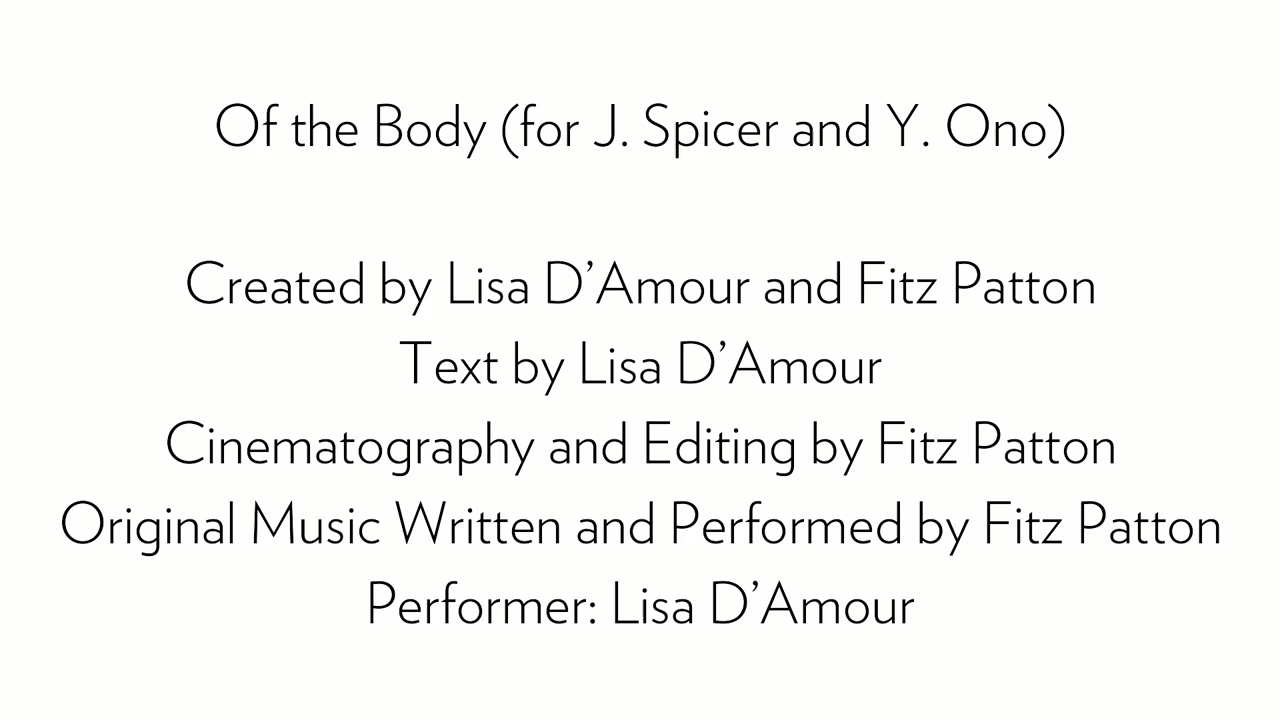 Of the Body (for J. Spicer and Y. Ono)
Created by Lisa D’Amour and Fitz Patton
Text by Lisa D’Amour
Cinematography and Editing by Fitz Patton
Original Music Written and Performed by Fitz Patton
Performer: Lisa D’Amour